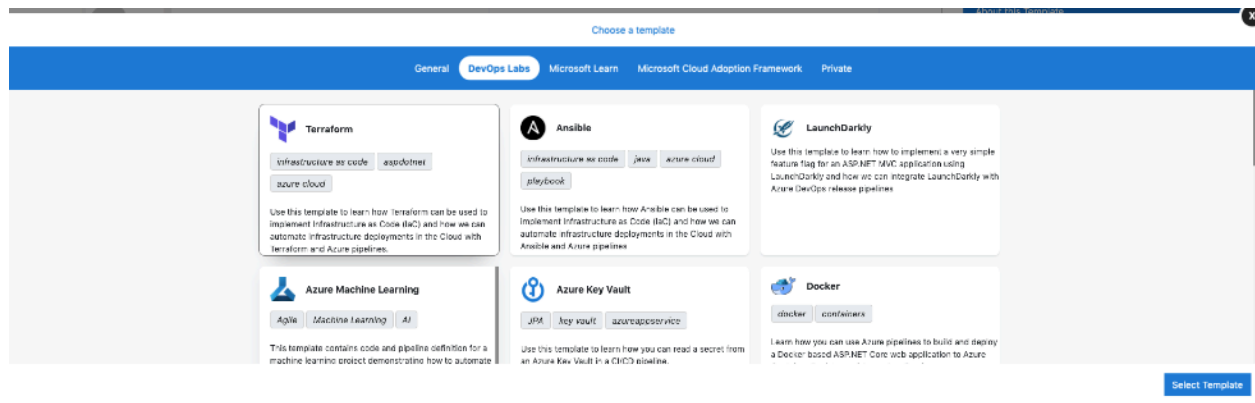 About this Template
X
Choose a template
General DevOps Labs Microsoft Learn Microsoft Cloud Adoption Framework Private
Terraform
infrastructure as code aspdotnet
azure cloud
Use this template to learn how Terraform can be used to
implement Infrastructure as Code (IaC) and how we can
automate infrastructure deployments in the Cloud with
Terraform and Azure pipelines.
Ansible
infrastructure as code java azure cloud
playbook
Use this template to learn how Ansible can be used to
implement Infrastructure as Code (IaC) and how we can
automate infrastructure deployments in the Cloud with
Ansible and Azure pipelines
LaunchDarkly
Use this template to learn how to implement a very simple
feature flag for an ASP.NET MVC application using
LaunchDarkly and how we can integrate LaunchDarkly with
Azure DevOps release pipelines
Azure Machine Learning
Agile Machine Learning AI
This template contains code and pipeline definition for a
machine learning project demonstrating how to automate
Azure Key Vault
JPA key vault azureappservice
Use this template to learn how you can read a secret from
an Azure Key Vault in a CI/CD pipeline.
Docker
docker containers
Learn how you can use Azure pipelines to build and deploy
a Docker based ASP.NET Core web application to Azure
Select Template